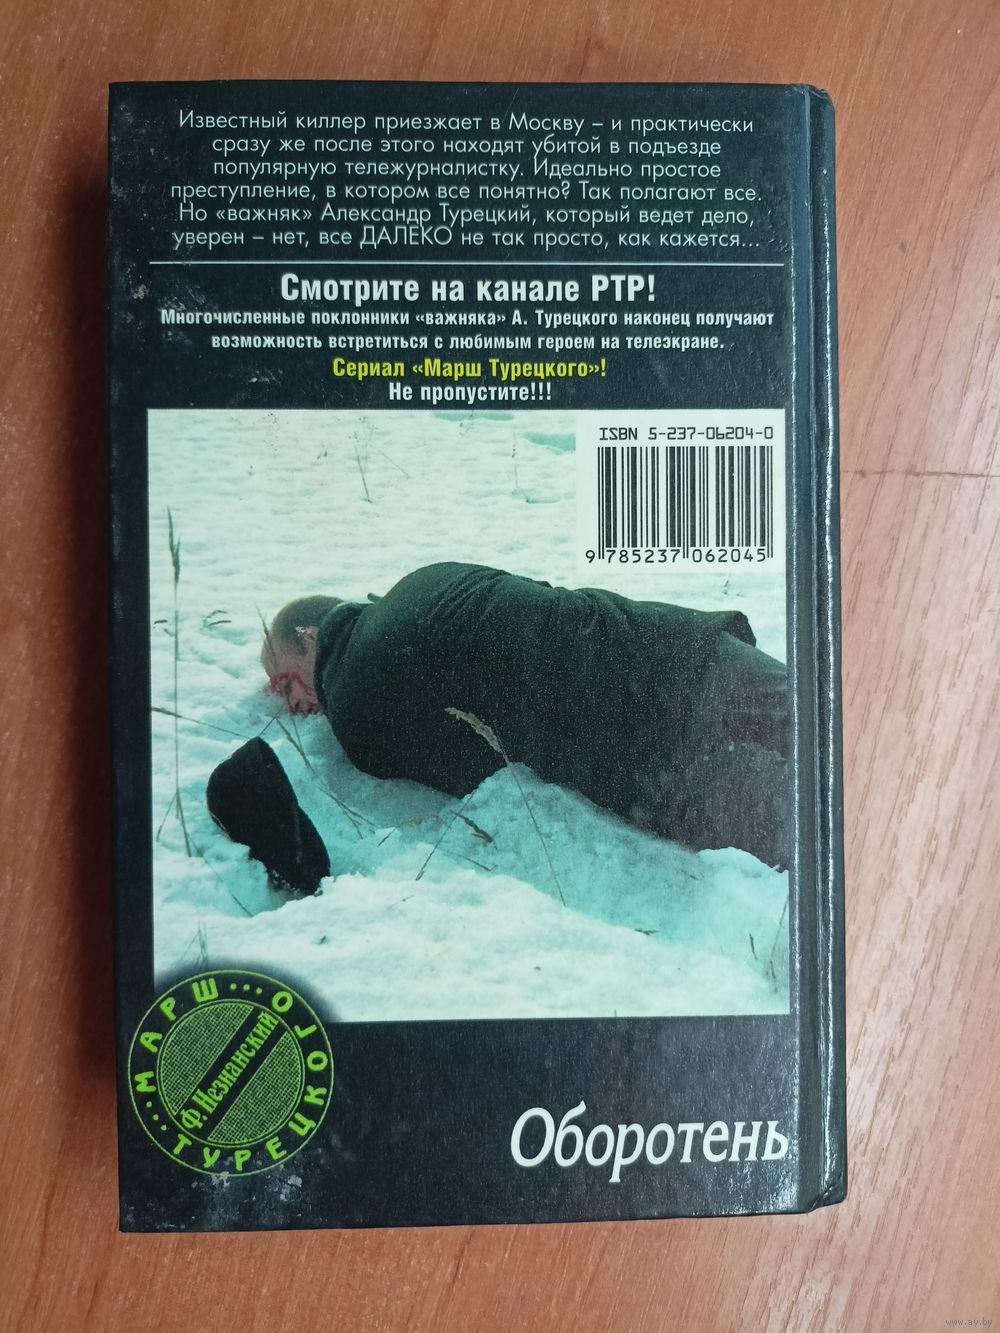 Известный киллер приезжает в Москву – и практически
сразу же после этого находят убитой в подъезде
популярную тележурналистку. Идеально простое
преступление, в котором все понятно? Так полагают все.
Но «важняк» Александр Турецкий, который ведет дело,
уверен – нет, все ДАЛЕКО не так просто, как кажется...
Смотрите на канале РТР!
Многочисленные поклонники «важняка» А. Турецкого наконец получают
возможность встретиться с любимым героем на телеэкране.
Сериал «Марш Турецкого»!
Не пропустите!!!
ISBN 5-237-06204-0
9 785237 062045
МАРШ...
Ф. Незнанский
...ТУРЕЦКОГО
Оборотень
www.ay.by